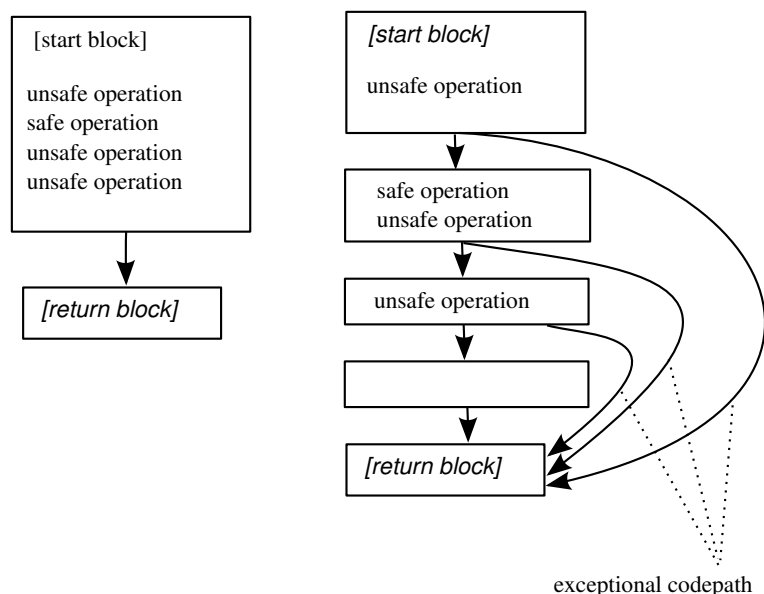 [start block]
unsafe operation
safe operation
unsafe operation
unsafe operation
[return block]
[start block]
unsafe operation
safe operation
unsafe operation
unsafe operation
[return block]
exceptional codepath